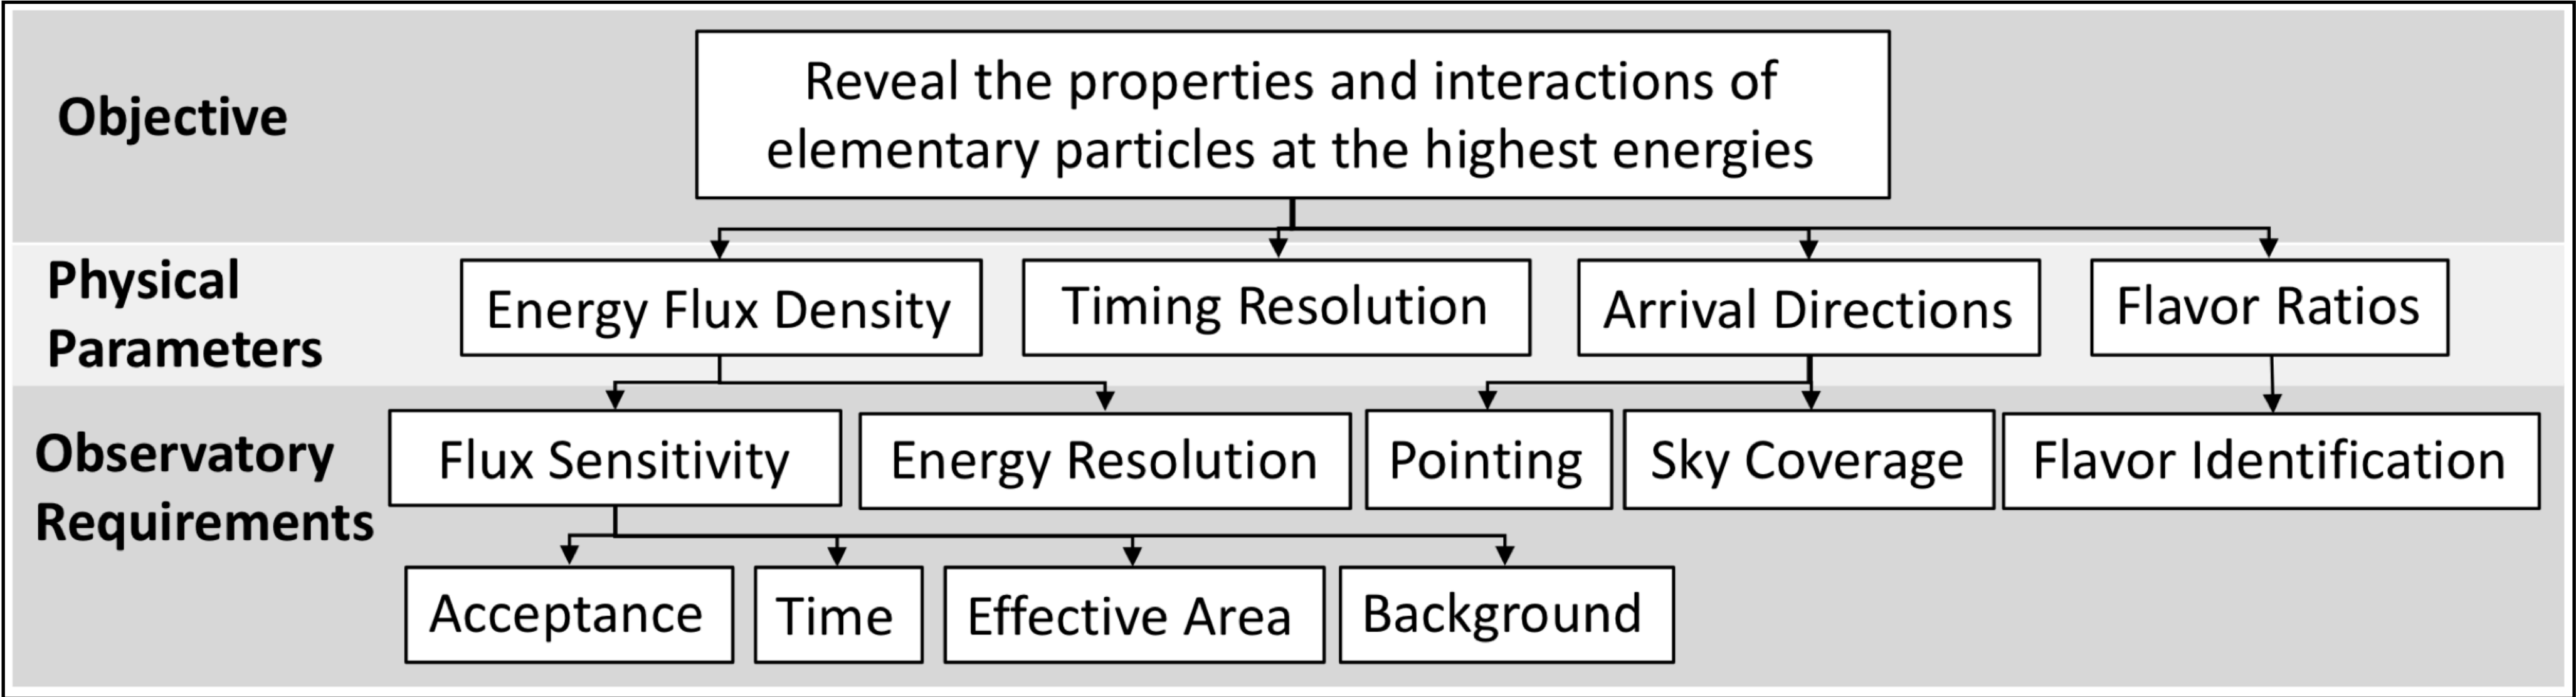 Objective
Reveal the properties and interactions of
elementary particles at the highest energies
Physical
Parameters
Energy Flux Density
Timing Resolution
Arrival Directions
Flavor Ratios
Observatory
Requirements
Flux Sensitivity
Energy Resolution
Pointing
Sky Coverage
Flavor Identification
Acceptance
Time
Effective Area
Background